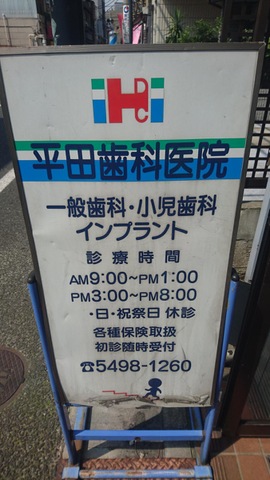 平田歯科医院
一般歯科・小児歯科
インプラント
診療時間
AM9:00~PM1:00
PM3:00~PM8:00
・日・祝祭日 休診
各種保険取扱
初診随時受付
☎5498-1260